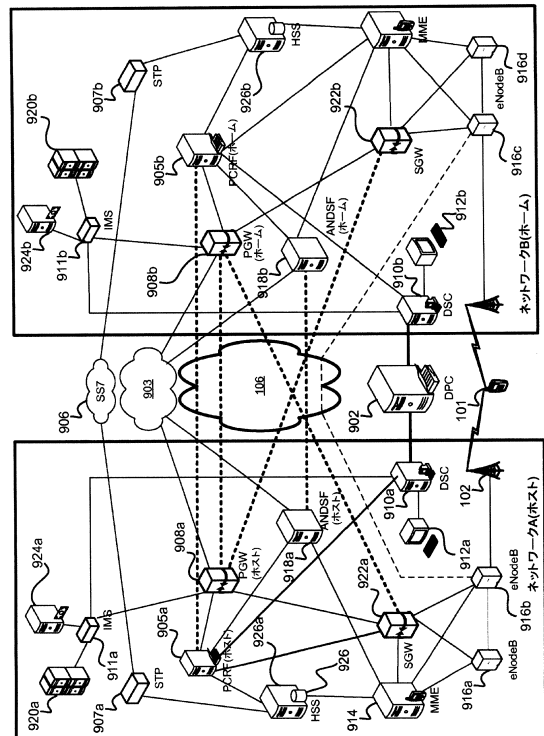 920b
924b
IMS
911b
STP
907b
HSS
926b
905b
PCRF(ホーム)
PGW
(ホーム)
908b
918b
ANDSF(ホーム)
922b
SGW
MME
916d
eNodeB
916c
910b
912b
DSC
ネットワークB(ホーム)
906
SS7
903
106
902
DPC
101
102
924a
IMS
911a
920a
907a
STP
908a
PGW
(ホスト)
905a
PCRF(ホスト)
926a
926
HSS
918a
ANDSF
(ホスト)
922a
SGW
914
MME
910a
DSC
912a
eNodeB
916b
eNodeB
916a
ネットワークA(ホスト)